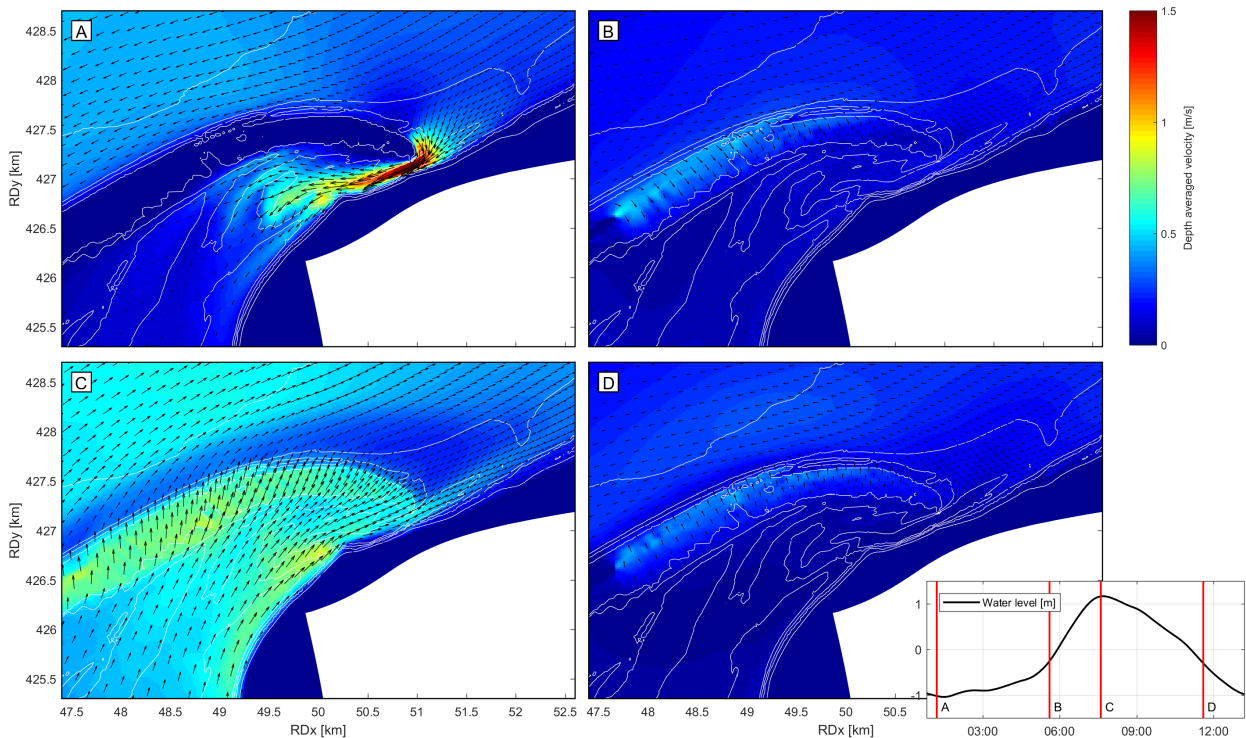 A
B
428.5
428
427.5
427
426.5
426
425.5
RDy [km]
1.5
1
0.5
0
Depth averaged velocity [m/s]
C
D
428.5
428
427.5
427
426.5
426
425.5
RDy [km]
47.5 48 48.5 49 49.5 50 50.5 51 51.5 52 52.5
RDx [km]
47.5 48 48.5 49 49.5 50 50.5
RDx [km]
Water level [m]
1
0
-1
A B C D
03:00 06:00 09:00 12:00